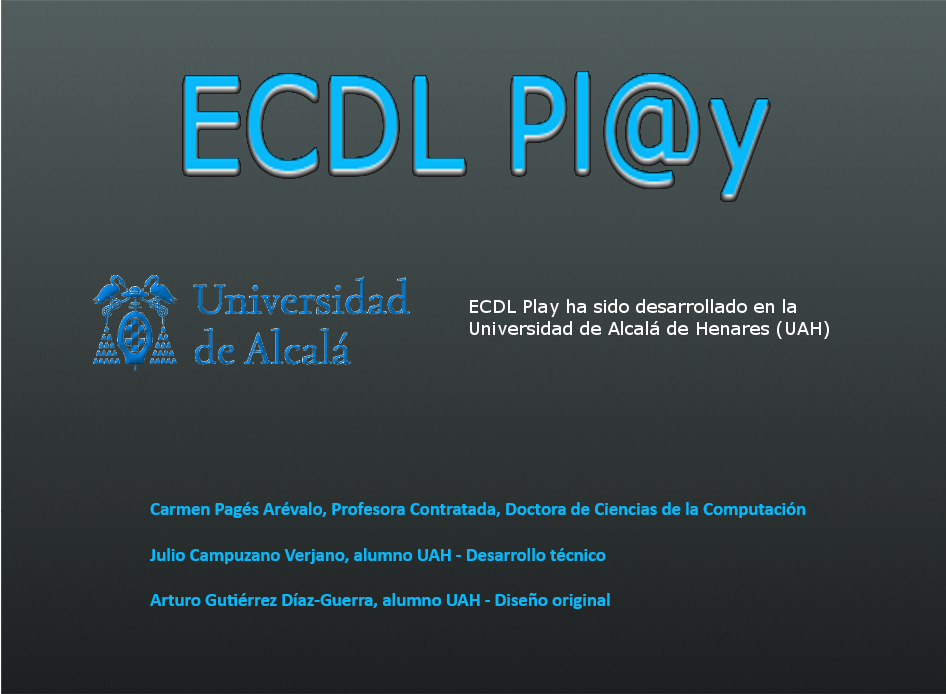 ECDL Pl@y
Universidad
de Alcalá
ECDL Play ha sido desarrollado en la
Universidad de Alcalá de Henares (UAH)
Carmen Pagés Arévalo, Profesora Contratada, Doctora de Ciencias de la Computación
Julio Campuzano Verjano, alumno UAH - Desarrollo técnico
Arturo Gutiérrez Díaz-Guerra, alumno UAH - Diseño original